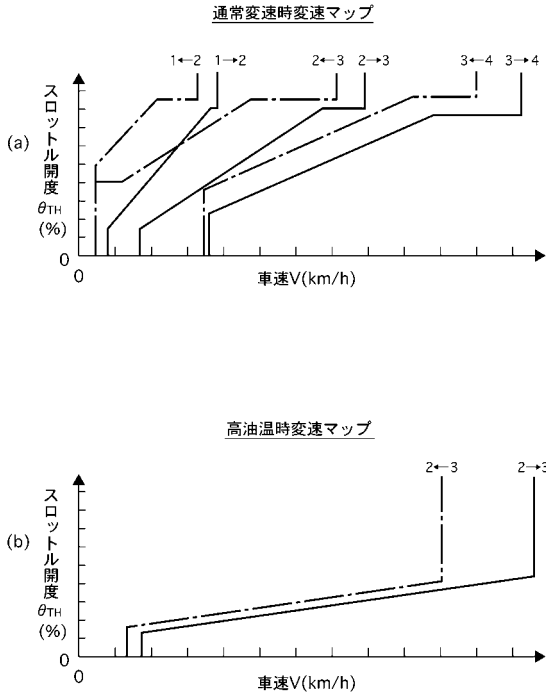 通常変速時変速マップ
1←2 1→2 2←3 2→3 3←4 3→4
(a)
スロットル開度
θTH
(%)
0
0
車速V(km/h)
高油温時変速マップ
2←3 2→3
(b)
スロットル開度
θTH
(%)
0
0
車速V(km/h)